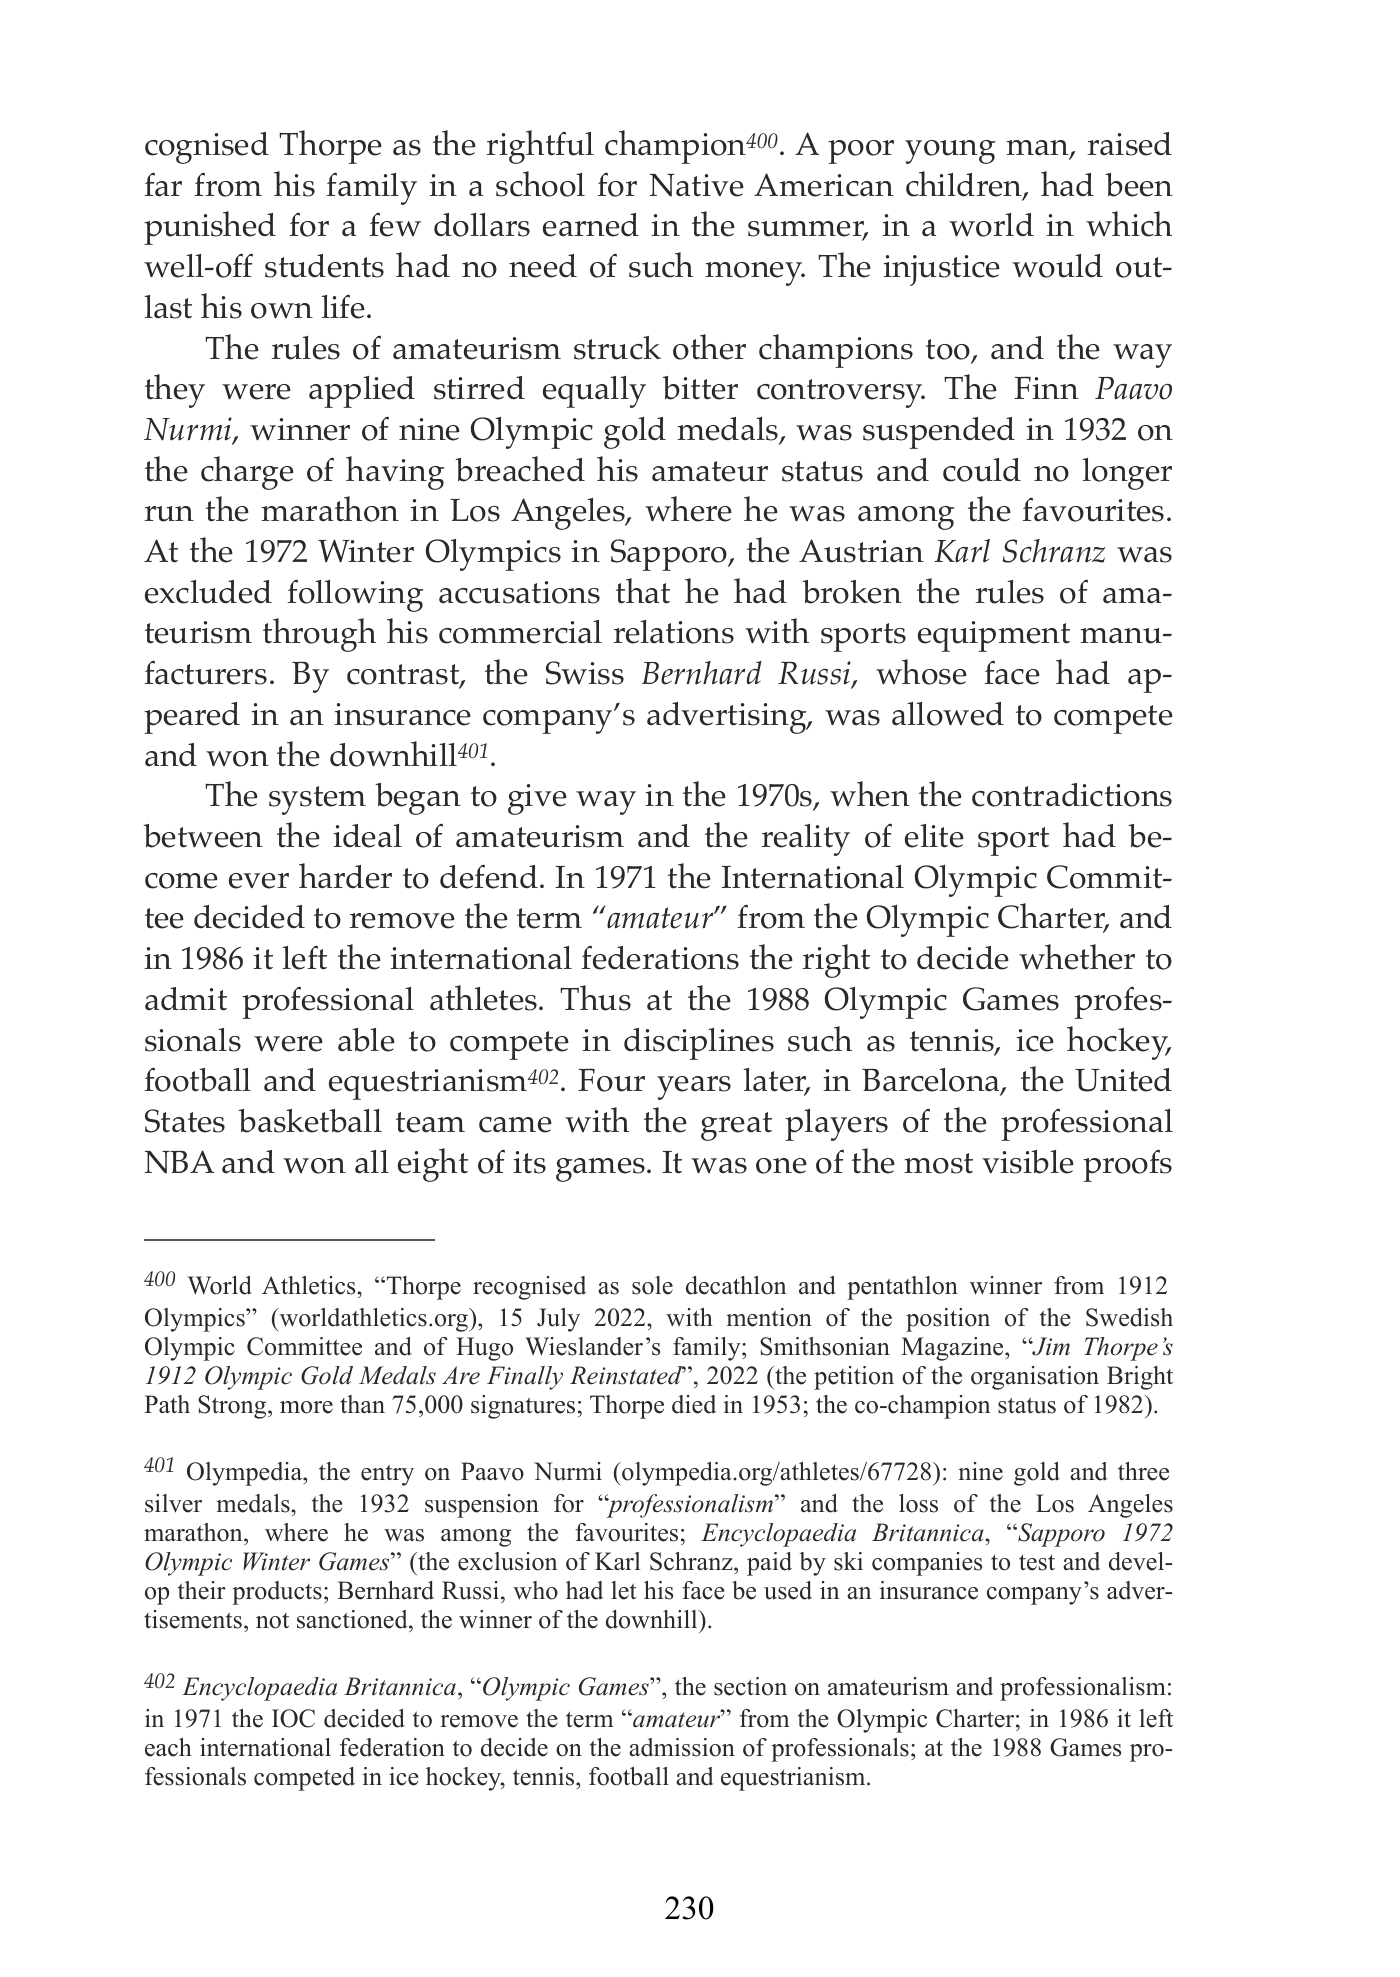 cognised Thorpe as the rightful champion400. A poor young man, raised
far from his family in a school for Native American children, had been
punished for a few dollars earned in the summer, in a world in which
well-off students had no need of such money. The injustice would out-
last his own life.
The rules of amateurism struck other champions too, and the way
they were applied stirred equally bitter controversy. The Finn Paavo
Nurmi, winner of nine Olympic gold medals, was suspended in 1932 on
the charge of having breached his amateur status and could no longer
run the marathon in Los Angeles, where he was among the favourites.
At the 1972 Winter Olympics in Sapporo, the Austrian Karl Schranz was
excluded following accusations that he had broken the rules of ama-
teurism through his commercial relations with sports equipment manu-
facturers. By contrast, the Swiss Bernhard Russi, whose face had ap-
peared in an insurance company’s advertising, was allowed to compete
and won the downhill401.
The system began to give way in the 1970s, when the contradictions
between the ideal of amateurism and the reality of elite sport had be-
come ever harder to defend. In 1971 the International Olympic Commit-
tee decided to remove the term “amateur” from the Olympic Charter, and
in 1986 it left the international federations the right to decide whether to
admit professional athletes. Thus at the 1988 Olympic Games profes-
sionals were able to compete in disciplines such as tennis, ice hockey,
football and equestrianism402. Four years later, in Barcelona, the United
States basketball team came with the great players of the professional
NBA and won all eight of its games. It was one of the most visible proofs
400 World Athletics, “Thorpe recognised as sole decathlon and pentathlon winner from 1912
Olympics” (worldathletics.org), 15 July 2022, with mention of the position of the Swedish
Olympic Committee and of Hugo Wieslander’s family; Smithsonian Magazine, “Jim Thorpe’s
1912 Olympic Gold Medals Are Finally Reinstated”, 2022 (the petition of the organisation Bright
Path Strong, more than 75,000 signatures; Thorpe died in 1953; the co-champion status of 1982).
401 Olympedia, the entry on Paavo Nurmi (olympedia.org/athletes/67728): nine gold and three
silver medals, the 1932 suspension for “professionalism” and the loss of the Los Angeles
marathon, where he was among the favourites; Encyclopaedia Britannica, “Sapporo 1972
Olympic Winter Games” (the exclusion of Karl Schranz, paid by ski companies to test and devel-
op their products; Bernhard Russi, who had let his face be used in an insurance company’s adver-
tisements, not sanctioned, the winner of the downhill).
402 Encyclopaedia Britannica, “Olympic Games”, the section on amateurism and professionalism:
in 1971 the IOC decided to remove the term “amateur” from the Olympic Charter; in 1986 it left
each international federation to decide on the admission of professionals; at the 1988 Games pro-
fessionals competed in ice hockey, tennis, football and equestrianism.
230